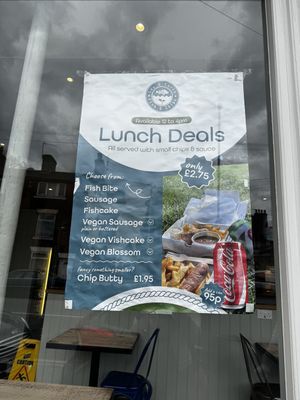 Available 12 to 4pm
Lunch Deals
All served with small chips & sauce
only
£2.75
Choose from:
Fish Bite
Sausage
Fishcake
Vegan Sausage
plain or battered
Vegan Vishcake
Vegan Blossom
fancy something smaller?
Chip Butty £1.95
Coca-Cola
95p
CAUTION